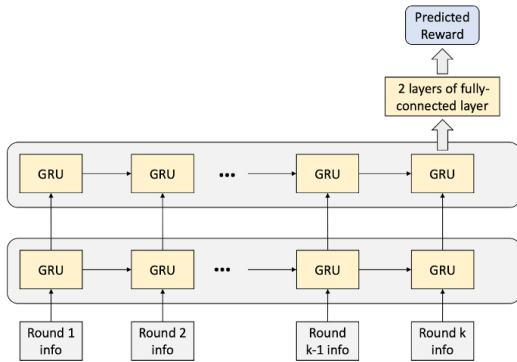 Predicted
Reward
2 layers of fully-
connected layer
GRU
GRU
...
GRU
GRU
GRU
GRU
...
GRU
GRU
Round 1
info
Round 2
info
Round
k-1 info
Round k
info